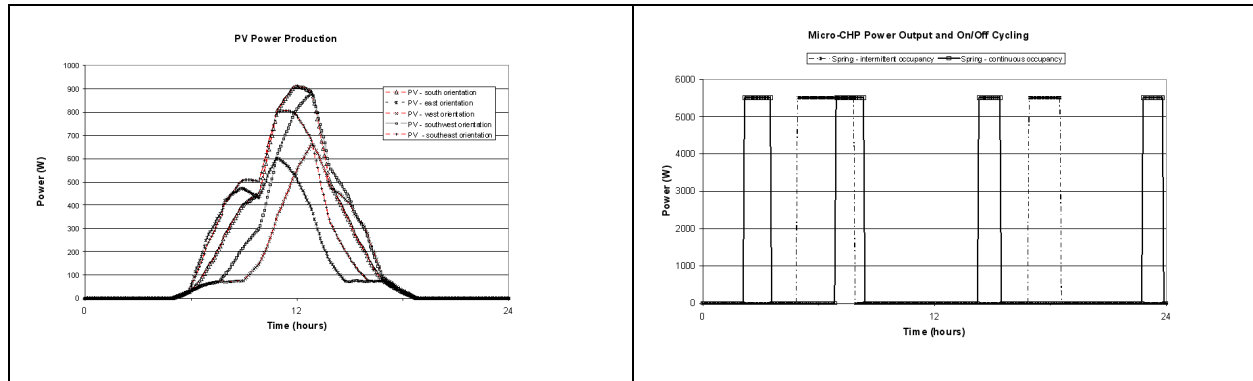 PV Power Production
1000
900
800
700
600
500
400
300
200
100
0
Power (W)
PV - south orientation
PV - east orientation
PV - west orientation
PV - southwest orientation
PV - southeast orientation
0
12
24
Time (hours)
Micro-CHP Power Output and On/Off Cycling
Spring - intermittent occupancy
Spring - continuous occupancy
6000
5000
4000
3000
2000
1000
0
Power (W)
0
12
24
Time (hours)